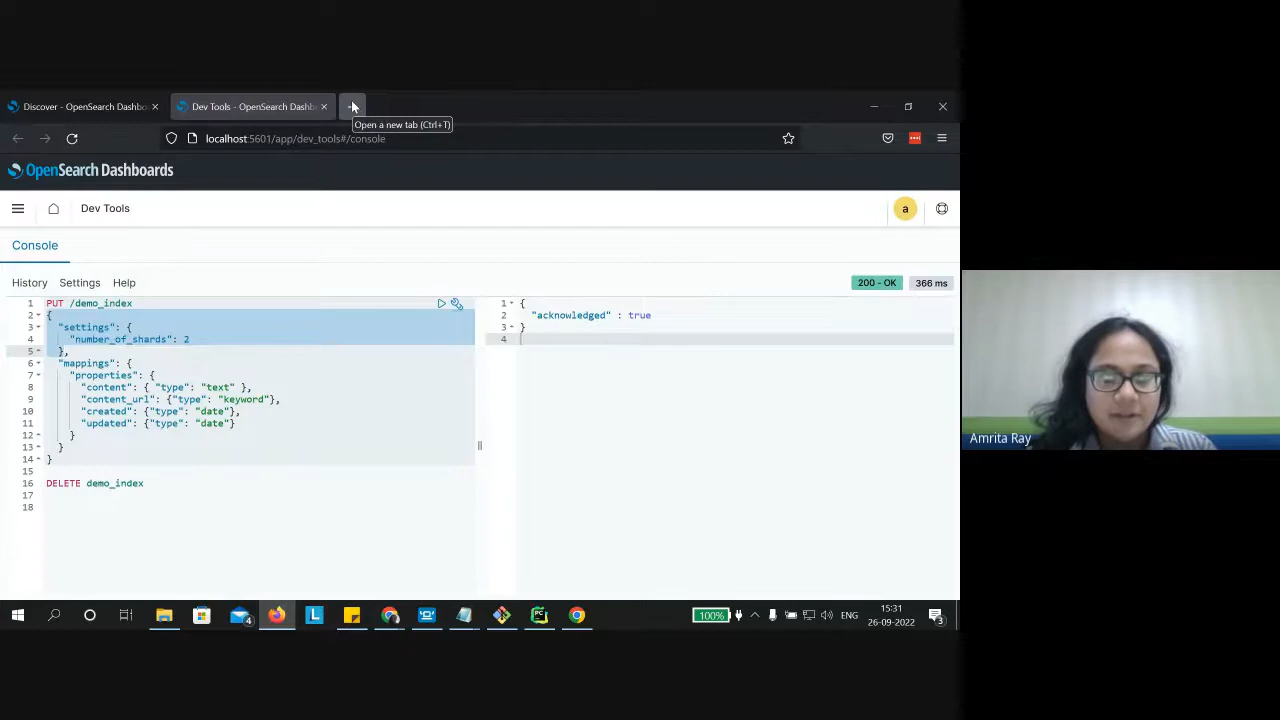 Discover - OpenSearch Dashbo
Dev Tools - OpenSearch Dashb
Open a new tab (Ctrl+T)
localhost:5601/app/dev_tools#/console
OpenSearch Dashboards
Dev Tools
a
Console
History Settings Help
200 - OK
366 ms
1 PUT /demo_index
2 {
3 "settings": {
4 "number_of_shards": 2
5 },
6 "mappings": {
7 "properties": {
8 "content": { "type": "text" },
9 "content_url": {"type": "keyword"},
10 "created": {"type": "date"},
11 "updated": {"type": "date"}
12 }
13 }
14 }
15
16 DELETE demo_index
17
18
1 {
2 "acknowledged" : true
3 }
4
Amrita Ray
4
L
PC
100%
ENG
15:31
26-09-2022
3